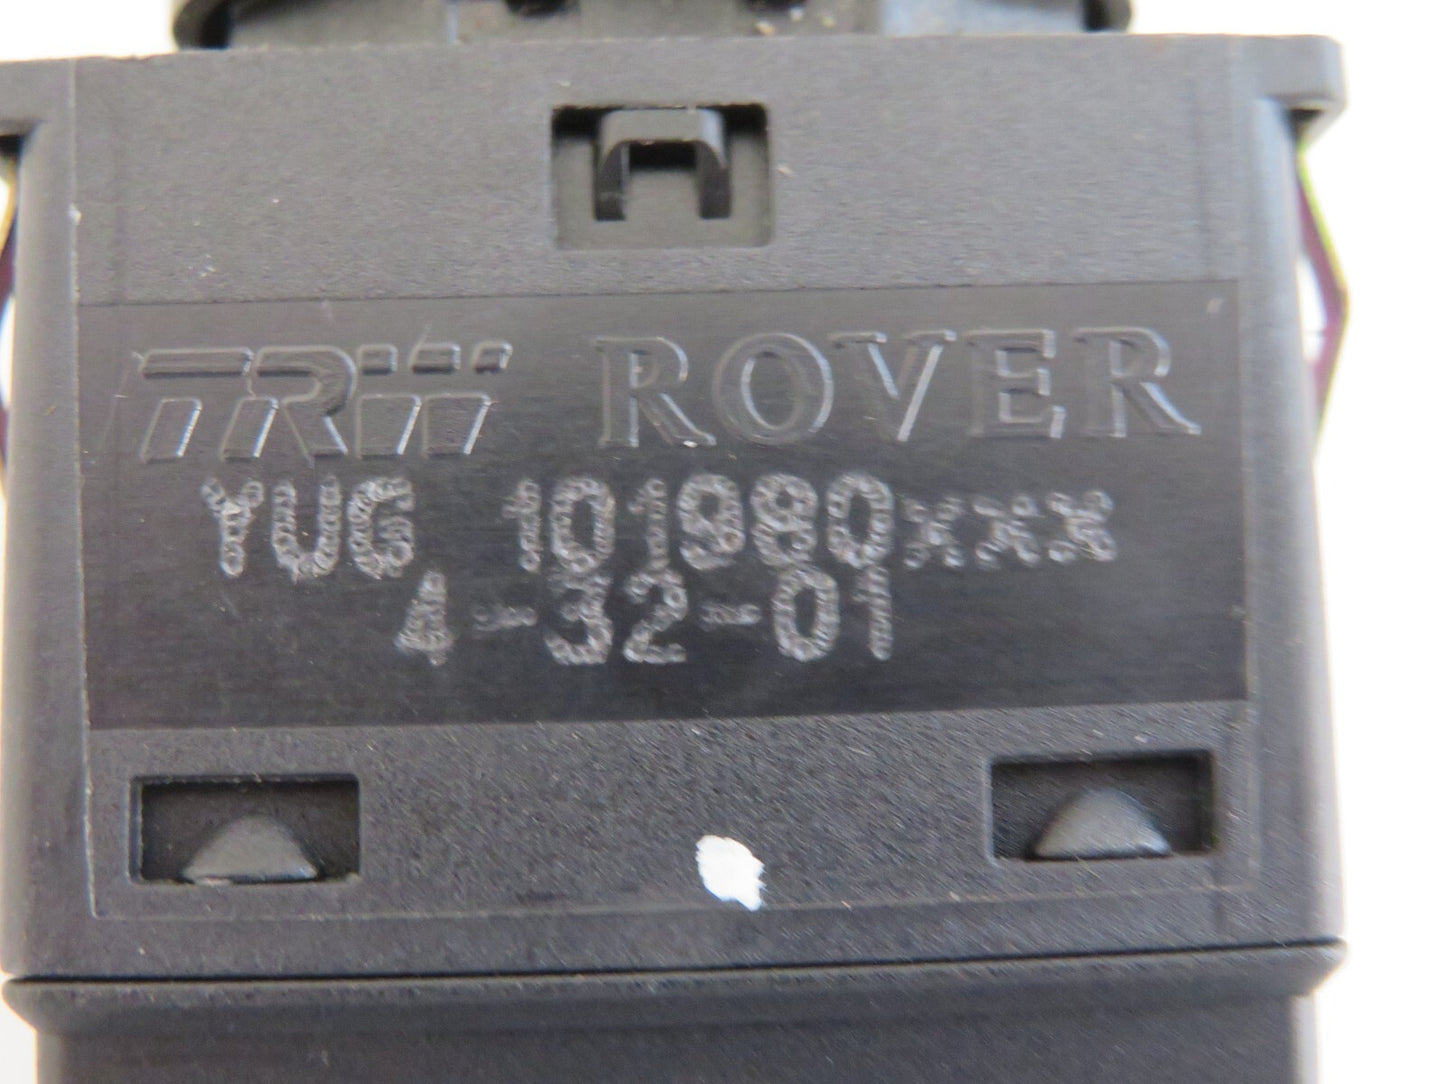 TRW ROVER
YUG 101980xxx
4-32-01